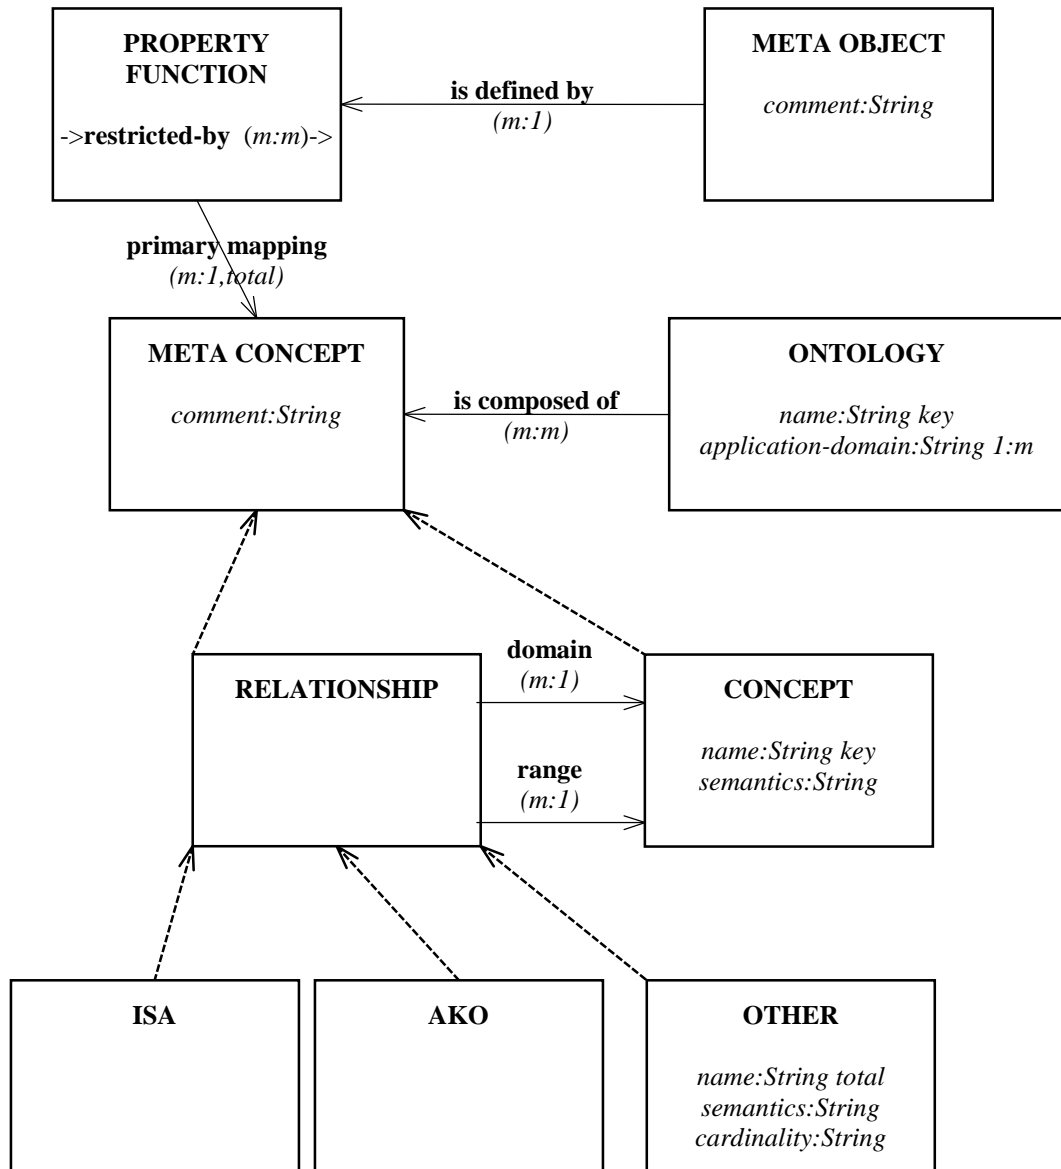 PROPERTY
FUNCTION
->restricted-by (m:m)->
is defined by
(m:1)
META OBJECT
comment:String
primary mapping
(m:1,total)
META CONCEPT
comment:String
is composed of
(m:m)
ONTOLOGY
name:String key
application-domain:String 1:m
RELATIONSHIP
domain
(m:1)
range
(m:1)
CONCEPT
name:String key
semantics:String
ISA
AKO
OTHER
name:String total
semantics:String
cardinality:String